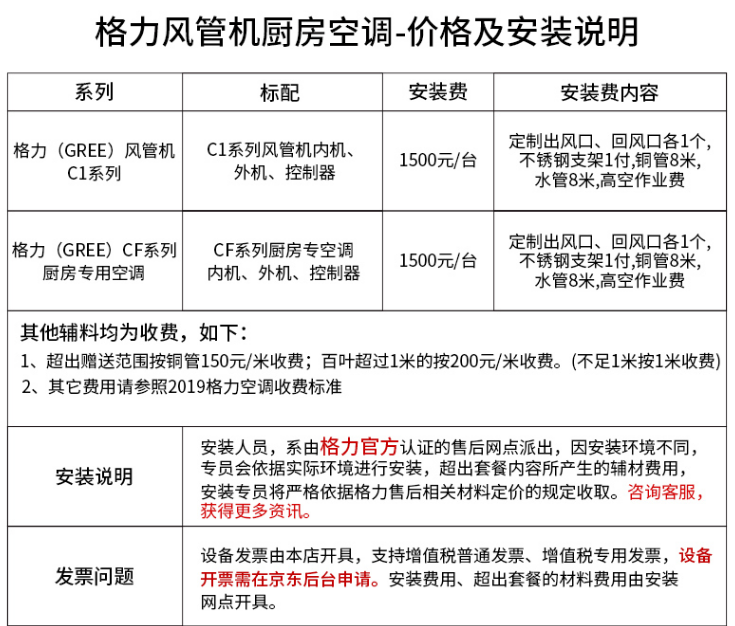 格力风管机厨房空调-价格及安装说明
系列
标配
安装费
安装费内容
格力（GREE）风管机
C1系列
C1系列风管机内机、
外机、控制器
1500元/台
定制出风口、回风口各1个,
不锈钢支架1付,铜管8米,
水管8米,高空作业费
格力（GREE）CF系列
厨房专用空调
CF系列厨房专空调
内机、外机、控制器
1500元/台
定制出风口、回风口各1个,
不锈钢支架1付,铜管8米,
水管8米,高空作业费
其他辅料均为收费，如下：
1、超出赠送范围按铜管150元/米收费；百叶超过1米的按200元/米收费。(不足1米按1米收费)
2、其它费用请参照2019格力空调收费标准
安装说明
安装人员，系由格力官方认证的售后网点派出，因安装环境不同，
专员会依据实际环境进行安装，超出套餐内容所产生的辅材费用，
安装专员将严格依据格力售后相关材料定价的规定收取。咨询客服，
获得更多资讯。
发票问题
设备发票由本店开具，支持增值税普通发票、增值税专用发票，设备
开票需在京东后台申请。安装费用、超出套餐的材料费用由安装
网点开具。